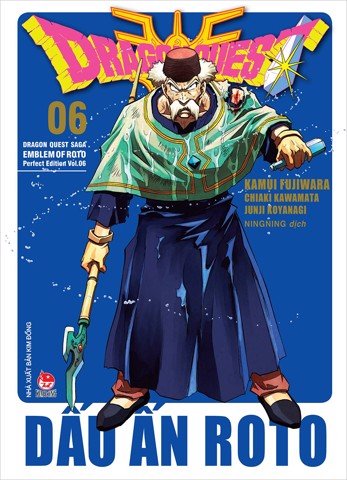 DRAGON QUEST
06
DRAGON QUEST SAGA
EMBLEM OF ROTO
Perfect Edition Vol.06
KAMUI FUJIWARA
CHIAKI KAWAMATA
JUNJI KOYANAGI
NINGNING dịch
NHÀ XUẤT BẢN KIM ĐỒNG
DẤU ẤN ROTO